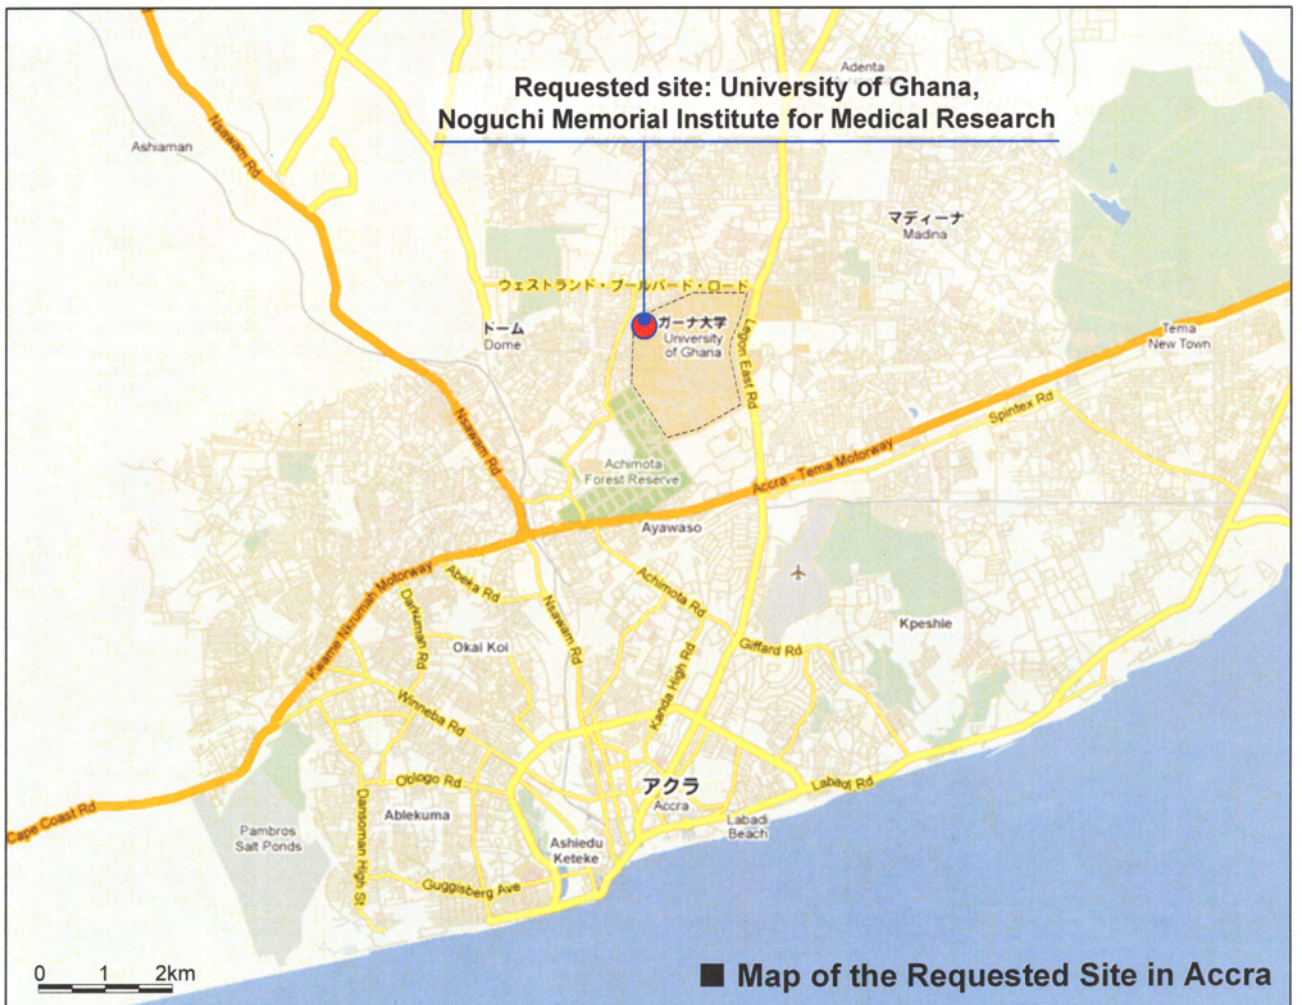 Adenta
Requested site: University of Ghana,
Noguchi Memorial Institute for Medical Research
Ashiaman
Nsawam Rd
マディーナ
Madina
ウェストランド・ブールバード・ロード
ドーム
Dome
ガーナ大学
University
of Ghana
Legon East Rd
Tema
New Town
Spintex Rd
Nsawam Rd
Accra - Tema Motorway
Achimota
Forest Reserve
Ayawaso
Kwame Nkrumah Motorway
Abeka Rd
Darkuman Rd
Nsawam Rd
Achimota Rd
Kpeshie
Okai Koi
Giffard Rd
Kanda High Rd
Winneba Rd
Oblogo Rd
アクラ
Accra
Labadi Rd
Cape Coast Rd
Dansoman High St
Ablekuma
Labadi
Beach
Pambros
Salt Ponds
Ashiedu
Keteke
Guggisberg Ave
0 1 2km
■ Map of the Requested Site in Accra